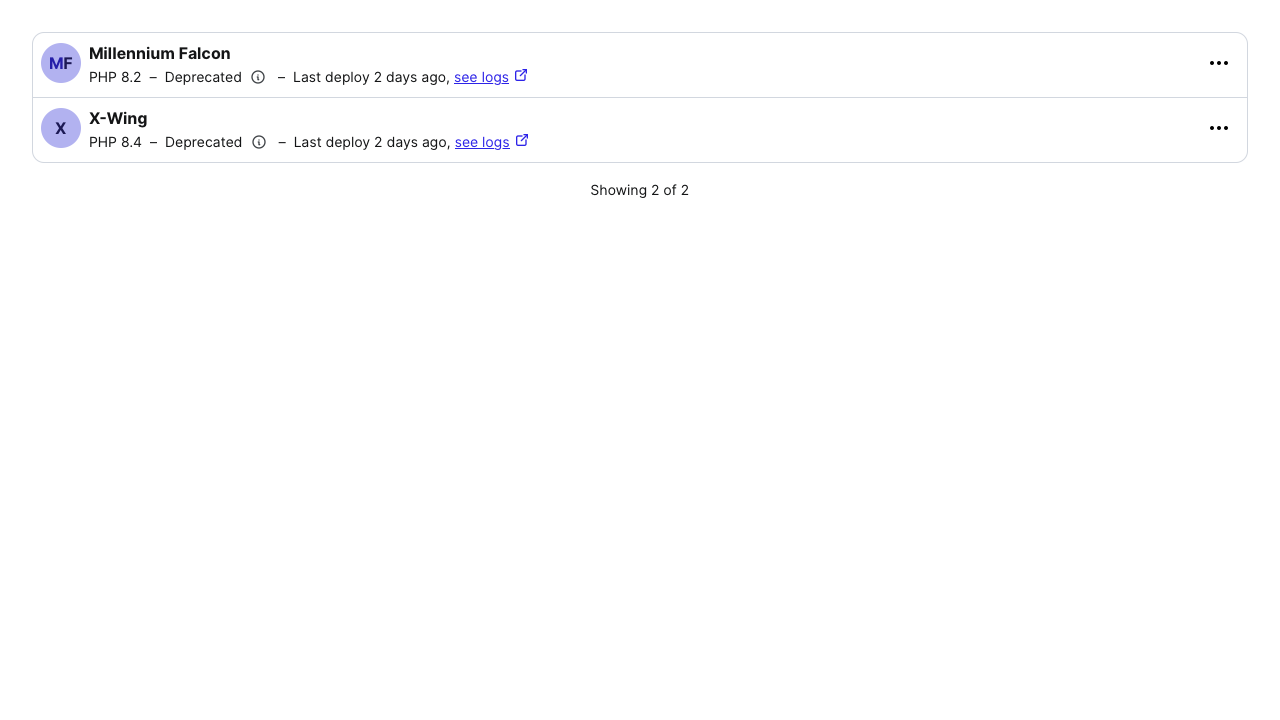 MF
Millennium Falcon
PHP 8.2 – Deprecated – Last deploy 2 days ago, see logs
X
X-Wing
PHP 8.4 – Deprecated – Last deploy 2 days ago, see logs
Showing 2 of 2